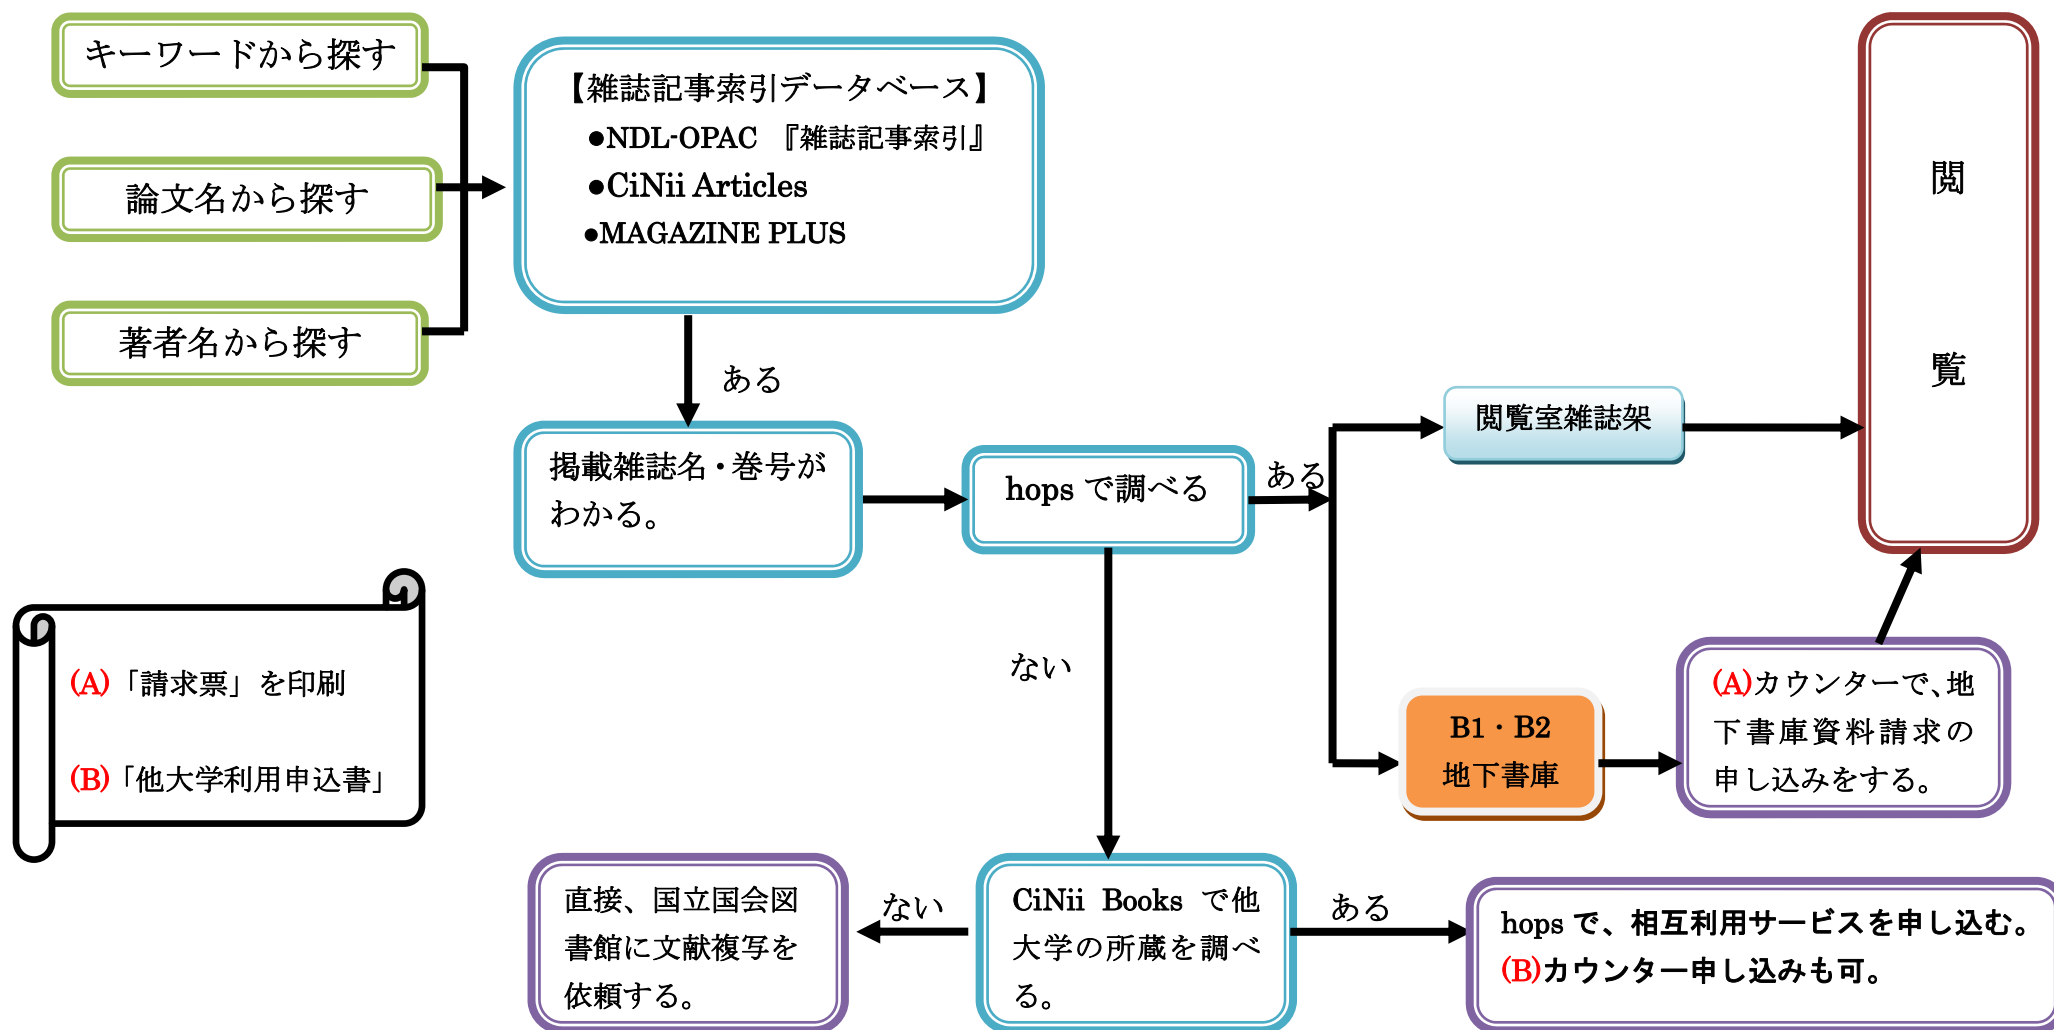 キーワードから探す
論文名から探す
著者名から探す
【雑誌記事索引データベース】
●NDL-OPAC 『雑誌記事索引』
●CiNii Articles
●MAGAZINE PLUS
ある
掲載雑誌名・巻号が
わかる。
hops で調べる
ある
閲覧室雑誌架
閲
覧
ない
B1・B2
地下書庫
(A)カウンターで、地
下書庫資料請求の
申し込みをする。
(A)「請求票」を印刷
(B)「他大学利用申込書」
直接、国立国会図
書館に文献複写を
依頼する。
ない
CiNii Books で他
大学の所蔵を調べ
る。
ある
hops で、相互利用サービスを申し込む。
(B)カウンター申し込みも可。